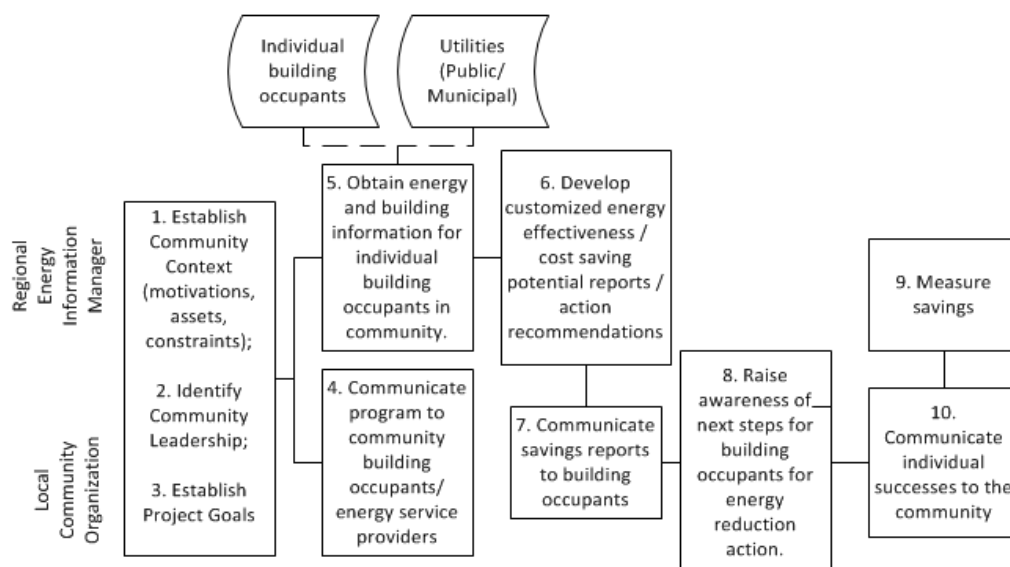 Individual
building
occupants
Utilities
(Public/
Municipal)
Regional
Energy
Information
Manager
Local
Community
Organization
1. Establish
Community
Context
(motivations,
assets,
constraints);
2. Identify
Community
Leadership;
3. Establish
Project Goals
5. Obtain energy
and building
information for
individual
building
occupants in
community.
4. Communicate
program to
community
building
occupants/
energy service
providers
6. Develop
customized energy
effectiveness /
cost saving
potential reports /
action
recommendations
7. Communicate
savings reports
to building
occupants
8. Raise
awareness of
next steps for
building
occupants for
energy
reduction
action.
9. Measure
savings
10.
Communicate
individual
successes to the
community